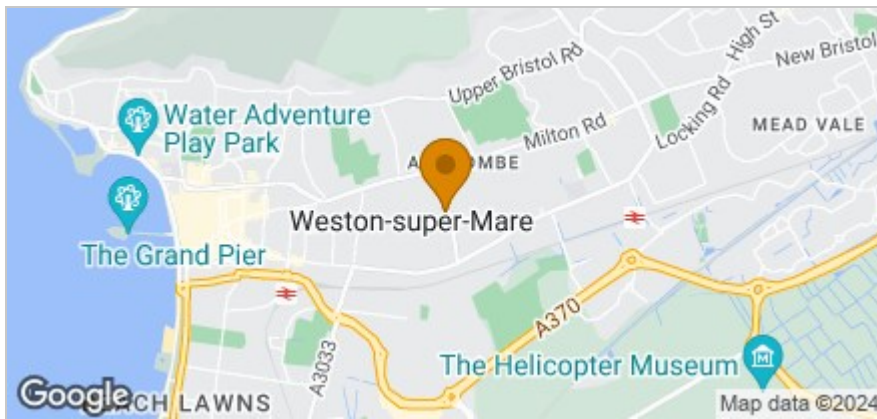 High St
New Bristol
Upper Bristol Rd
Locking Rd
Water Adventure
Play Park
Milton Rd
MEAD VALE
Weston-super-Mare
The Grand Pier
A370
A3033
The Helicopter Museum
M
Google
LAWNS
Map data ©2024